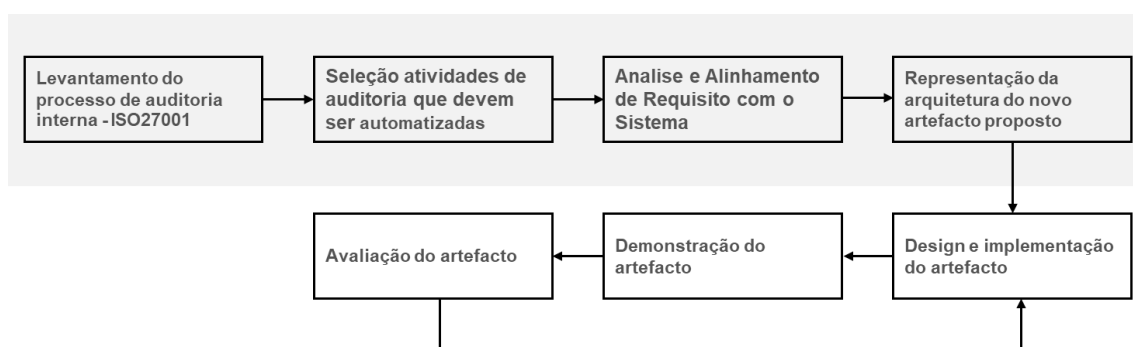 Levantamento do
processo de auditoria
interna - ISO27001
Seleção atividades de
auditoria que devem
ser automatizadas
Analise e Alinhamento
de Requisito com o
Sistema
Representação da
arquitetura do novo
artefacto proposto
Avaliação do artefacto
Demonstração do
artefacto
Design e implementação
do artefacto